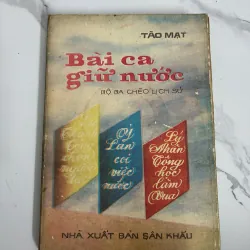 TÀO MẠT
Bài ca
giữ nước
BỘ BA CHÈO LỊCH SỬ
Ỷ
Lan
coi
việc
nước
Lý
Nhân
Tông
học
làm
Vua
NHÀ XUẤT BẢN SÂN KHẤU